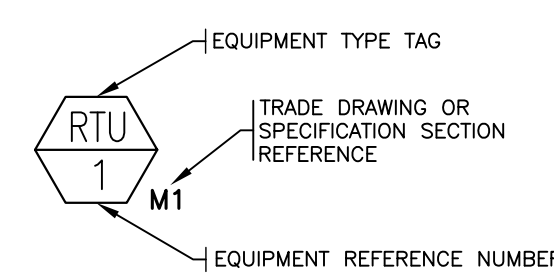 EQUIPMENT TYPE TAG
RTU
1
M1
TRADE DRAWING OR
SPECIFICATION SECTION
REFERENCE
EQUIPMENT REFERENCE NUMBER